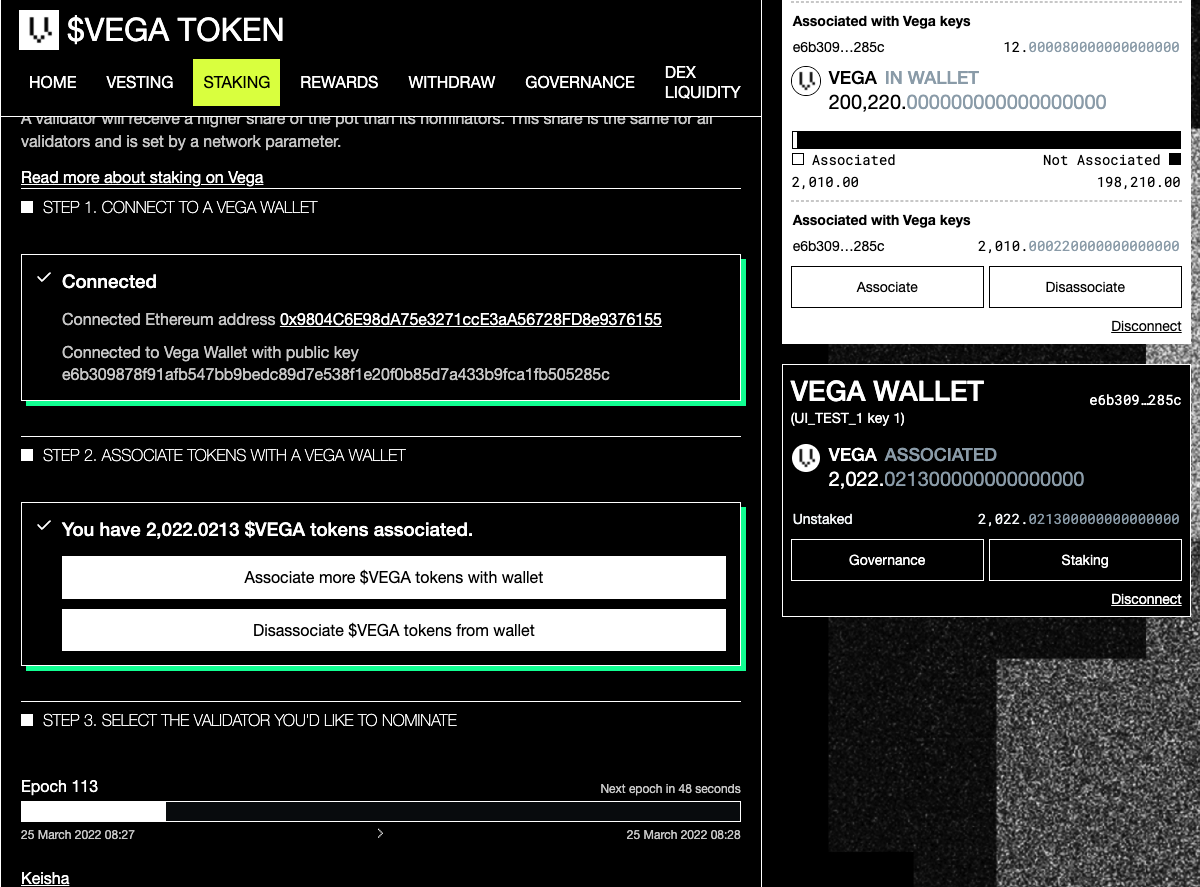 $VEGA TOKEN
HOME VESTING STAKING REWARDS WITHDRAW GOVERNANCE DEX LIQUIDITY
A validator will receive a higher share of the pot than its nominators. This share is the same for all
validators and is set by a network parameter.
Read more about staking on Vega
STEP 1. CONNECT TO A VEGA WALLET
Connected
Connected Ethereum address 0x9804C6E98dA75e3271ccE3aA56728FD8e9376155
Connected to Vega Wallet with public key
e6b309878f91afb547bb9bedc89d7e538f1e20f0b85d7a433b9fca1fb505285c
STEP 2. ASSOCIATE TOKENS WITH A VEGA WALLET
You have 2,022.0213 $VEGA tokens associated.
Associate more $VEGA tokens with wallet
Disassociate $VEGA tokens from wallet
STEP 3. SELECT THE VALIDATOR YOU'D LIKE TO NOMINATE
Epoch 113
Next epoch in 48 seconds
25 March 2022 08:27
25 March 2022 08:28
Keisha
Associated with Vega keys
e6b309…285c 12.000080000000000000
VEGA IN WALLET
200,220.000000000000000000
Associated Not Associated
2,010.00 198,210.00
Associated with Vega keys
e6b309…285c 2,010.000220000000000000
Associate Disassociate
Disconnect
VEGA WALLET e6b309…285c
(UI_TEST_1 key 1)
VEGA ASSOCIATED
2,022.021300000000000000
Unstaked 2,022.021300000000000000
Governance Staking
Disconnect